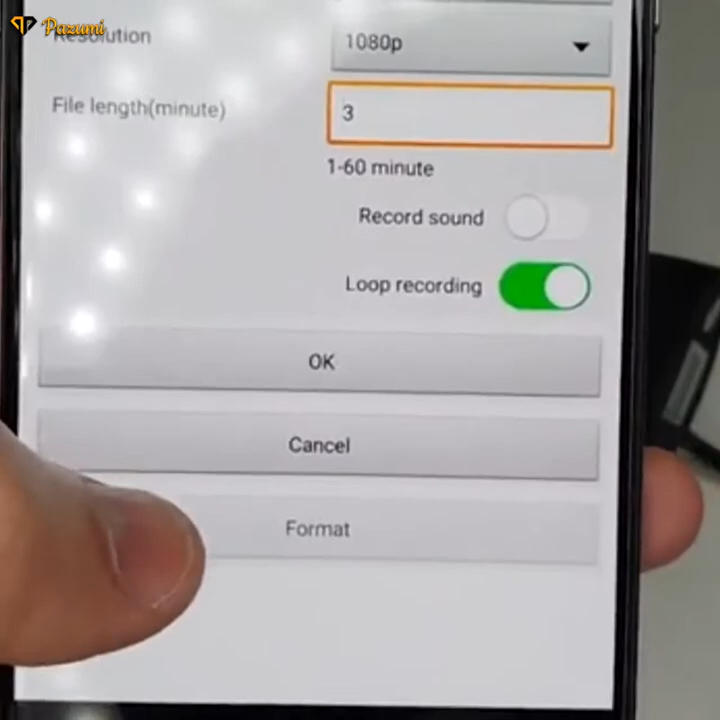 Pazumi
Resolution
1080p
File length(minute)
3
1-60 minute
Record sound
Loop recording
OK
Cancel
Format